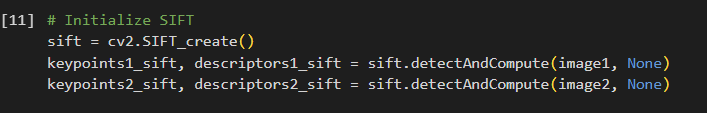 [11] # Initialize SIFT
sift = cv2.SIFT_create()
keypoints1_sift, descriptors1_sift = sift.detectAndCompute(image1, None)
keypoints2_sift, descriptors2_sift = sift.detectAndCompute(image2, None)